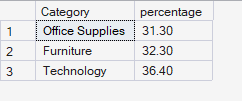 Category percentage
1 Office Supplies 31.30
2 Furniture 32.30
3 Technology 36.40